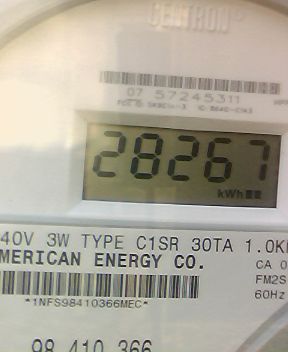 CENTRON®
07 57245311
28267
kWh
40V 3W TYPE C1SR 30TA 1.0K
MERICAN ENERGY CO.
CA 0
FM2S
60Hz
*1NFS98410366MEC*
98 410 366